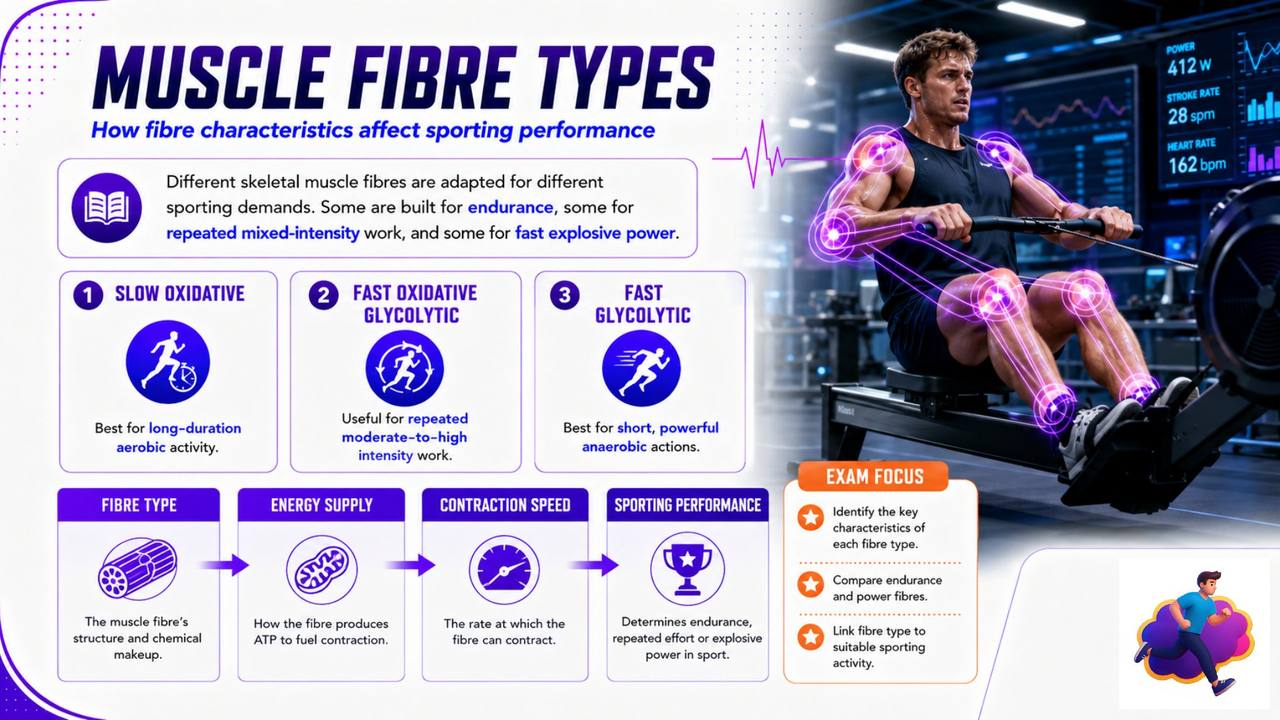 MUSCLE FIBRE TYPES
How fibre characteristics affect sporting performance
Different skeletal muscle fibres are adapted for different
sporting demands. Some are built for endurance, some for
repeated mixed-intensity work, and some for fast explosive power.
1 SLOW OXIDATIVE
Best for long-duration
aerobic activity.
2 FAST OXIDATIVE
GLYCOLYTIC
Useful for repeated
moderate-to-high
intensity work.
3 FAST
GLYCOLYTIC
Best for short, powerful
anaerobic actions.
FIBRE TYPE
The muscle fibre's
structure and chemical
makeup.
ENERGY SUPPLY
How the fibre produces
ATP to fuel contraction.
CONTRACTION SPEED
The rate at which the
fibre can contract.
SPORTING PERFORMANCE
Determines endurance,
repeated effort or explosive
power in sport.
EXAM FOCUS
Identify the key
characteristics of
each fibre type.
Compare endurance
and power fibres.
Link fibre type to
suitable sporting
activity.
POWER
412 W
STROKE RATE
28 spm
HEART RATE
162 bpm